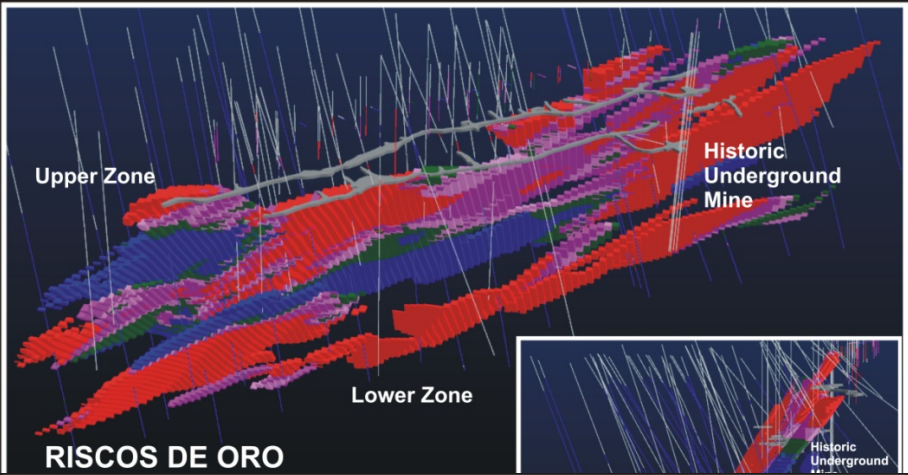 Upper Zone
Historic
Underground
Mine
Lower Zone
RISCOS DE ORO
Historic
Underground